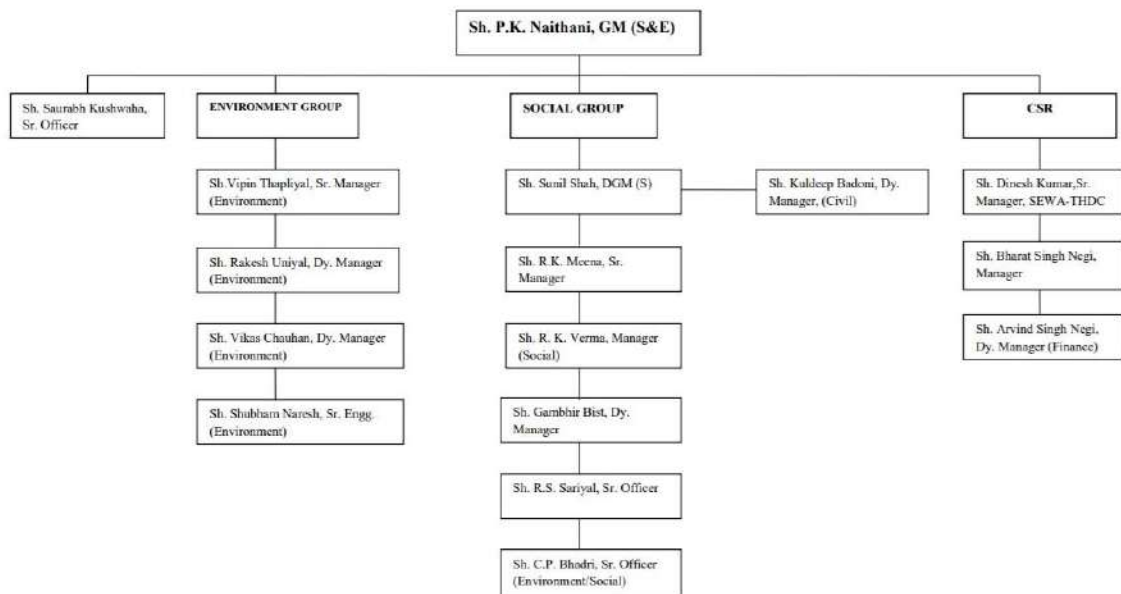 Sh. P.K. Naithani, GM (S&E)
Sh. Saurabh Kushwaha,
Sr. Officer
ENVIRONMENT GROUP
SOCIAL GROUP
CSR
Sh.Vipin Thapliyal, Sr. Manager
(Environment)
Sh. Rakesh Uniyal, Dy. Manager
(Environment)
Sh. Vikas Chauhan, Dy. Manager
(Environment)
Sh. Shubham Naresh, Sr. Engg.
(Environment)
Sh. Sunil Shah, DGM (S)
Sh. Kuldeep Badoni, Dy.
Manager, (Civil)
Sh. R.K. Meena, Sr.
Manager
Sh. R. K. Verma, Manager
(Social)
Sh. Gambhir Bist, Dy.
Manager
Sh. R.S. Sariyal, Sr. Officer
Sh. C.P. Bhadri, Sr. Officer
(Environment/Social)
Sh. Dinesh Kumar,Sr.
Manager, SEWA-THDC
Sh. Bharat Singh Negi,
Manager
Sh. Arvind Singh Negi,
Dy. Manager (Finance)